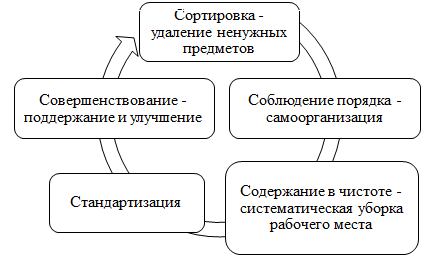 Сортировка -
удаление ненужных
предметов
Соблюдение порядка -
самоорганизация
Содержание в чистоте -
систематическая уборка
рабочего места
Стандартизация
Совершенствование -
поддержание и улучшение